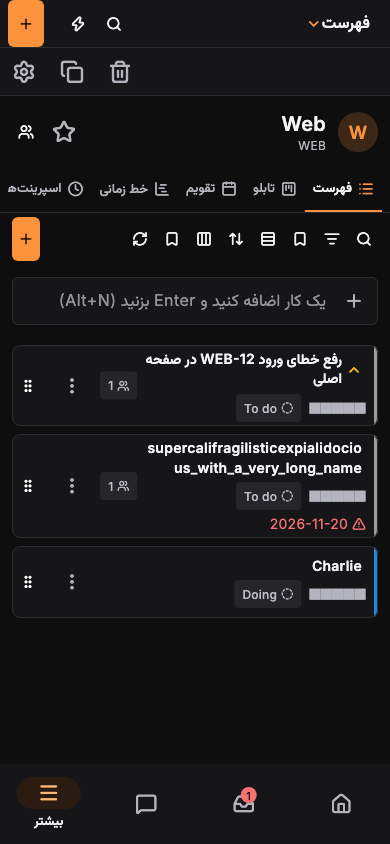 فهرست
Web
WEB
W
فهرست
تابلو
تقویم
خط زمانی
اسپرینت‌ه
یک کار اضافه کنید و Enter بزنید (Alt+N)
رفع خطای ورود WEB-12 در صفحه
اصلی
1
To do
supercalifragilisticexpialidocio
us_with_a_very_long_name
1
To do
2026-11-20
Charlie
Doing
1
بیشتر